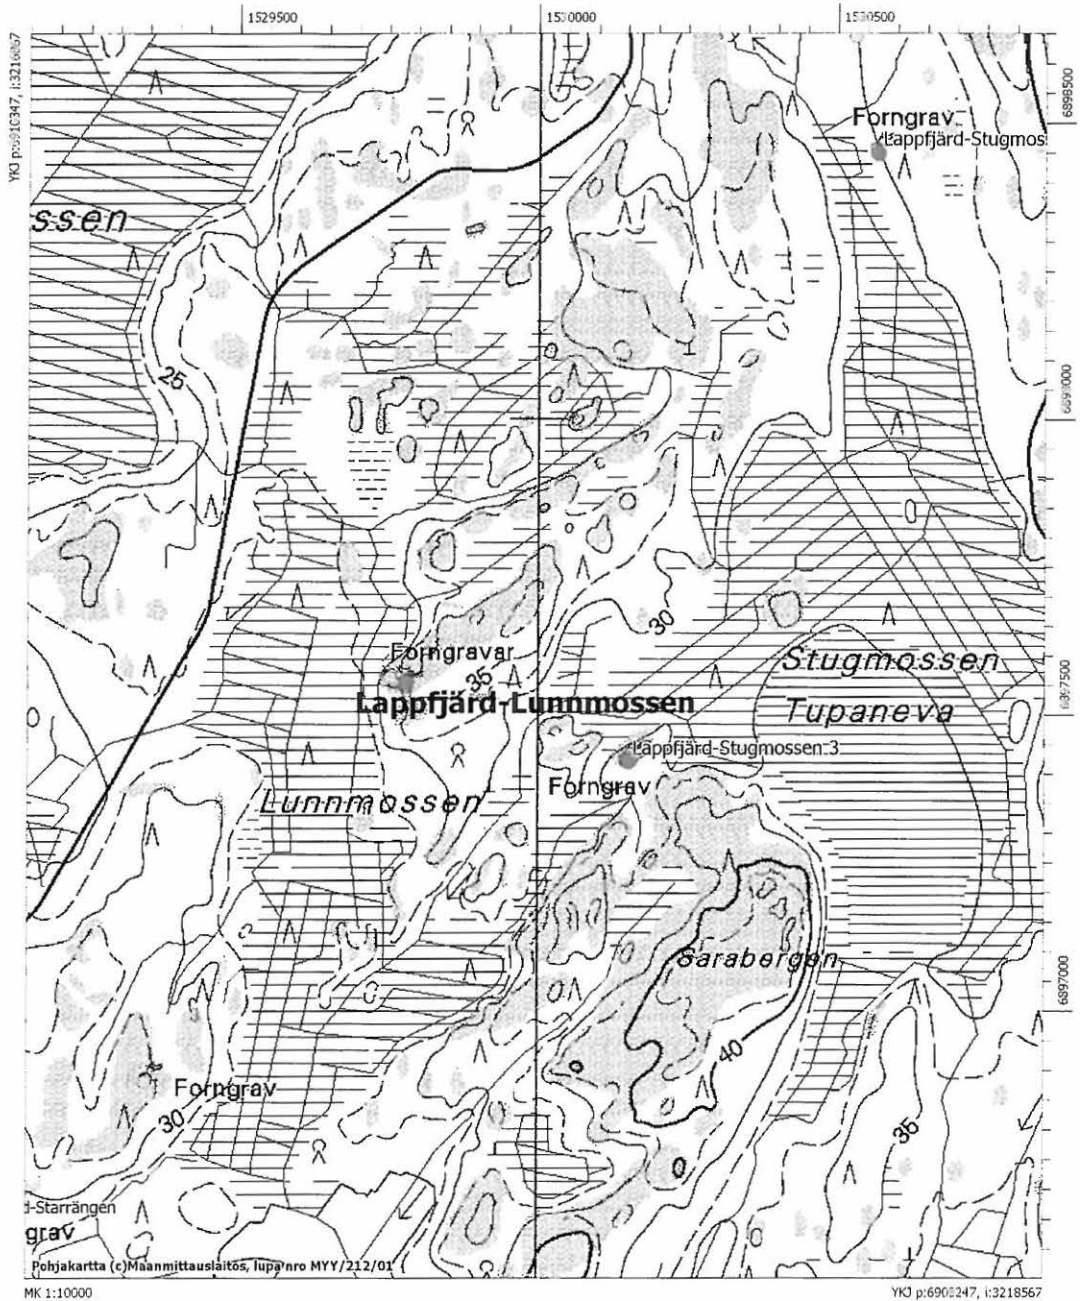 1529500
1530000
1530500
6898500
Forngrav
Lappfjärd-Stugmos
ssen
25
30
Forngravar
35
Lappfjärd-Lunnmossen
Stugmossen
Tupaneva
6897500
Lappfjärd-Stugmossen 3
Forngrav
Lunnmossen
Sarabergen
6897000
40
Forngrav
30
35
d-Starrängen
grav
Pohjakartta (c)Maanmittauslaitos, lupa nro MYY/212/01
MK 1:10000